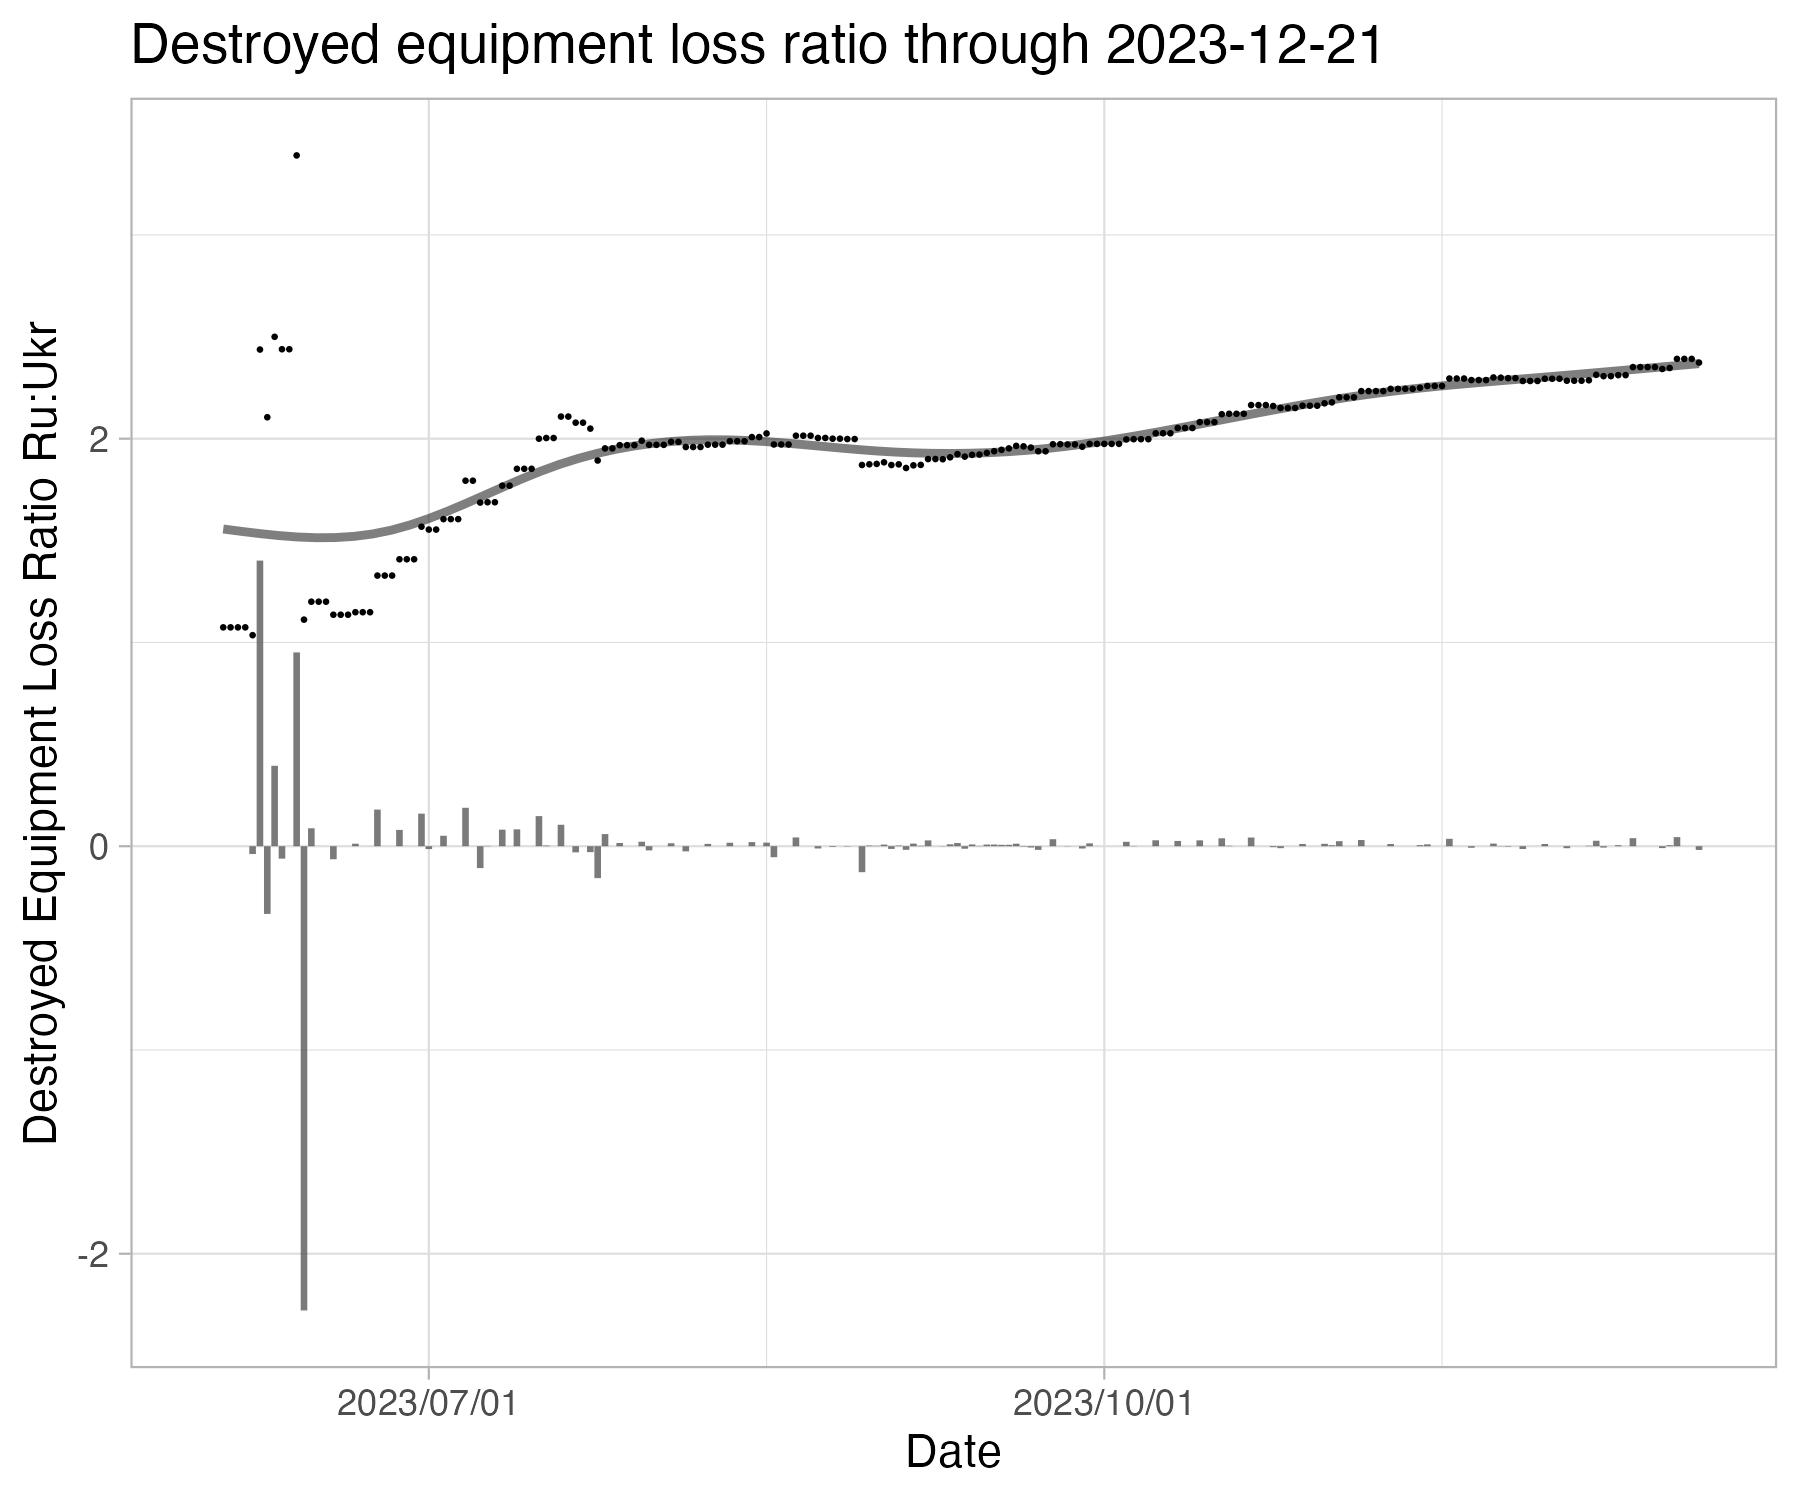 Destroyed equipment loss ratio through 2023-12-21
Destroyed Equipment Loss Ratio Ru:Ukr
2
0
-2
2023/07/01
2023/10/01
Date